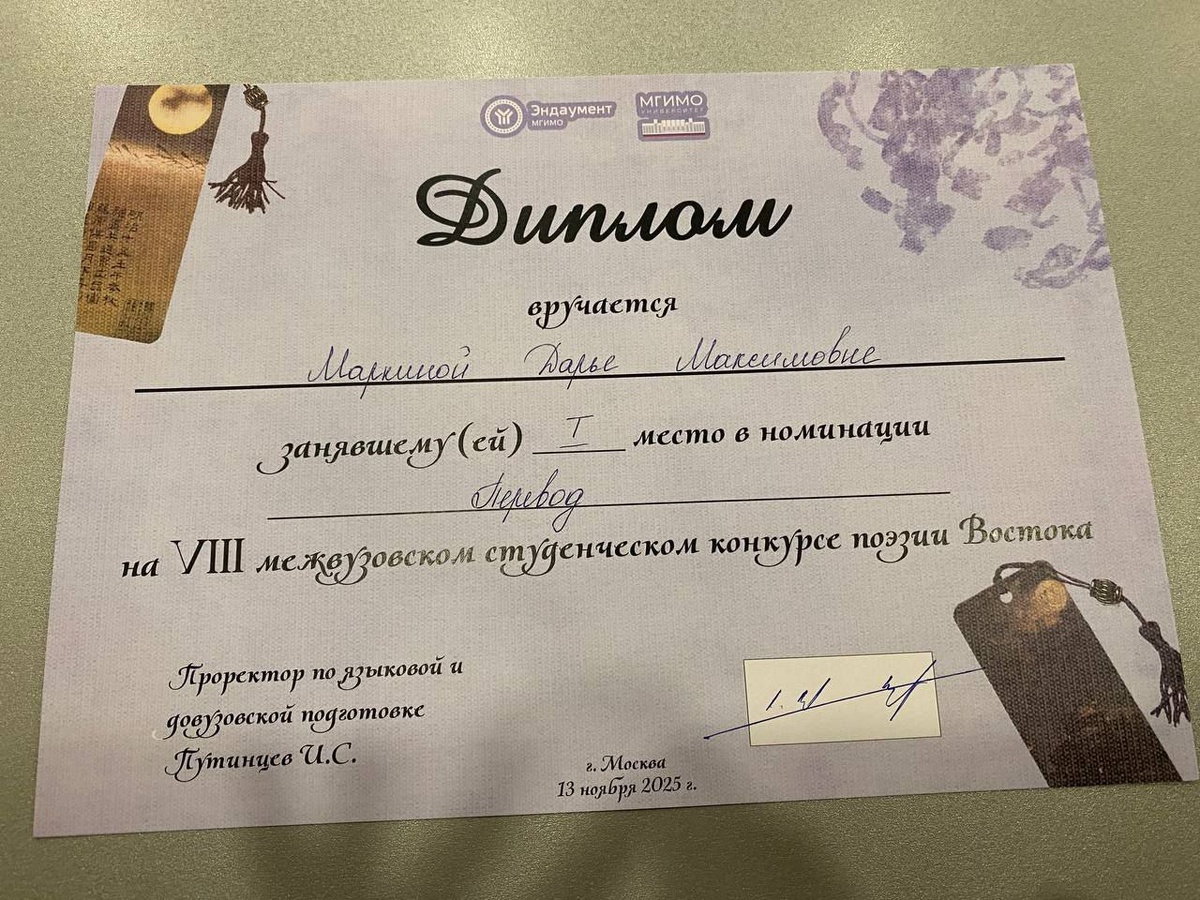 Эндаумент
МГИМО
МГИМО
УНИВЕРСИТЕТ
Диплом
вручается
Маркиной Дарье Максимовне
занявшему(ей) I место в номинации
Перевод
на VIII межвузовском студенческом конкурсе поэзии Востока
Проректор по языковой и
довузовской подготовке
Путинцев И.С.
г. Москва
13 ноября 2025 г.